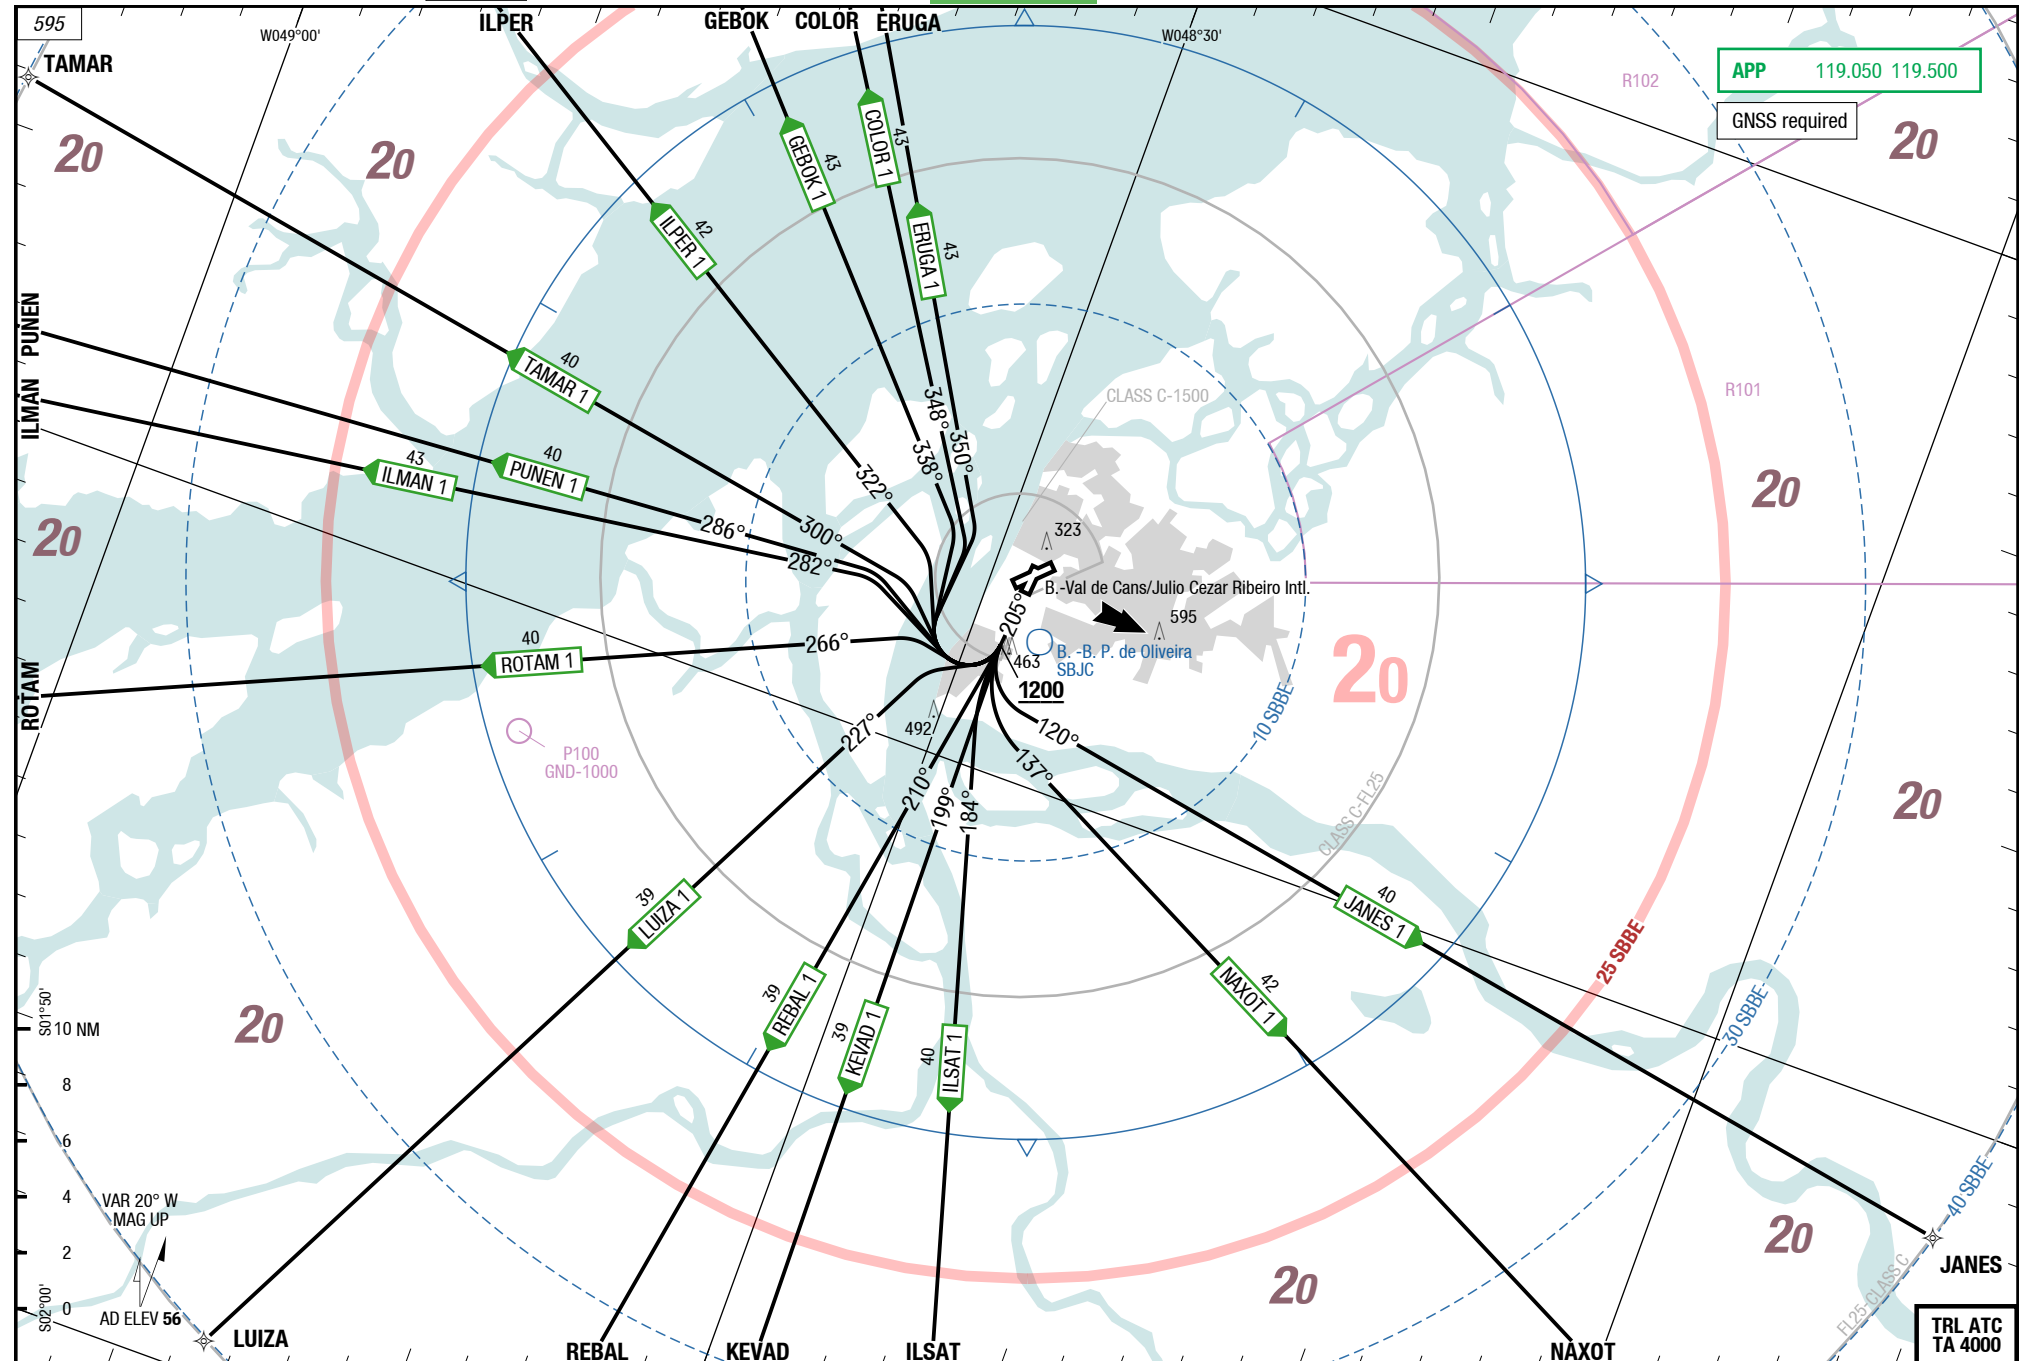 595
W049°00'
ILPER
GEBOK
COLOR
ERUGA
W048°30'
TAMAR
APP 119.050 119.500
R102
GNSS required
20
20
20
43
COLOR 1
43
GEBOK 1
42
ILPER 1
43
ERUGA 1
PUNEN
ILMAN
40
TAMAR 1
CLASS C-1500
R101
348°
350°
338°
322°
43
ILMAN 1
40
PUNEN 1
20
20
286°
300°
282°
323
B.-Val de Cans/Julio Cezar Ribeiro Intl.
205°
595
40
ROTAM 1
266°
B. -B. P. de Oliveira
SBJC
463
1200
20
ROTAM
10 SBBE
492
227°
120°
P100
GND-1000
137°
210°
199°
184°
20
CLASS C-FL25
39
LUIZA 1
40
JANES 1
25 SBBE
39
REBAL 1
39
KEVAD 1
40
ILSAT 1
42
NAXOT 1
30 SBBE
20
S01°50'
10 NM
8
6
4
2
0
VAR 20° W
MAG UP
40 SBBE
20
20
JANES
FL25-CLASS C
S02°00'
AD ELEV 56
LUIZA
REBAL
KEVAD
ILSAT
NAXOT
TRL ATC
TA 4000